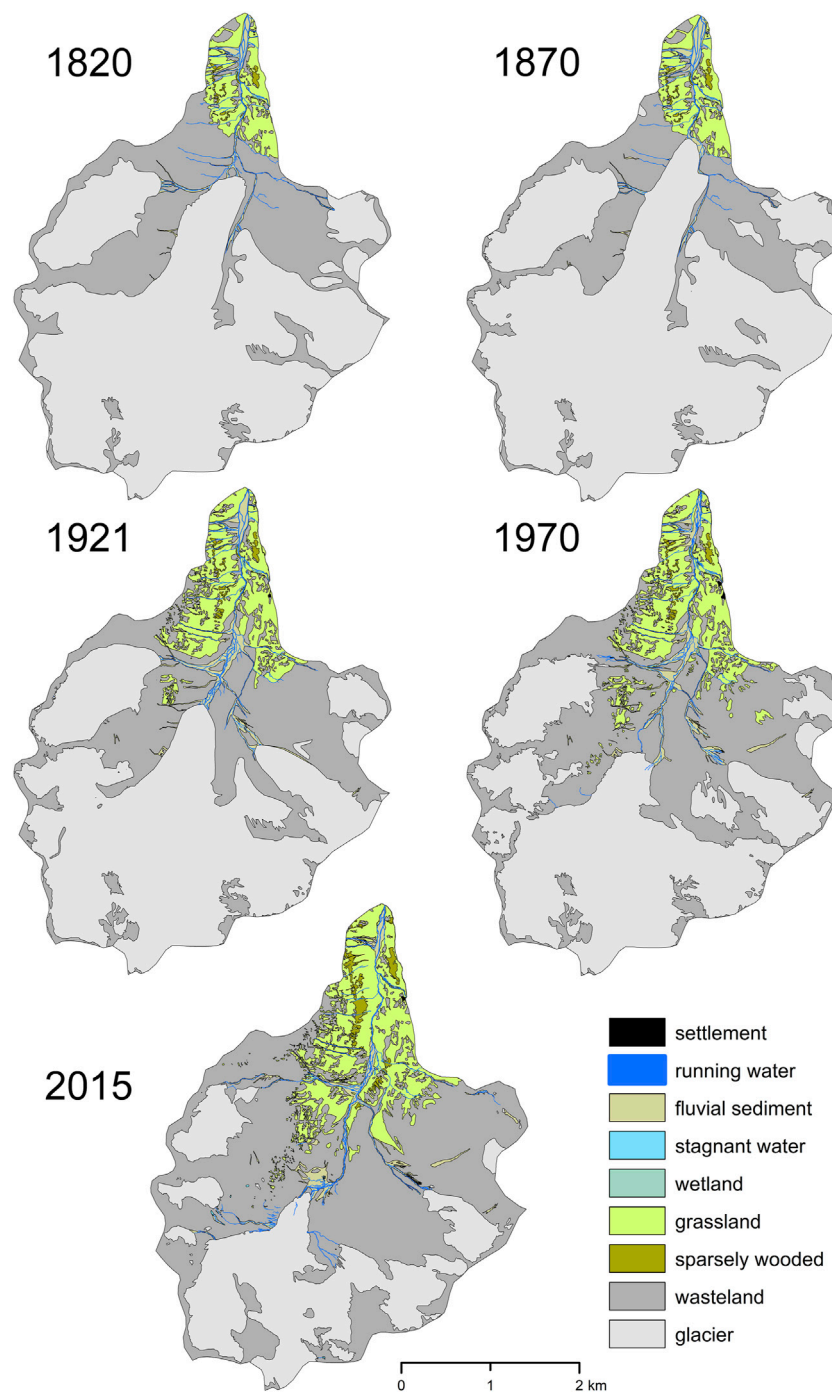 1820
1870
1921
1970
2015
settlement
running water
fluvial sediment
stagnant water
wetland
grassland
sparsely wooded
wasteland
glacier
0 1 2 km